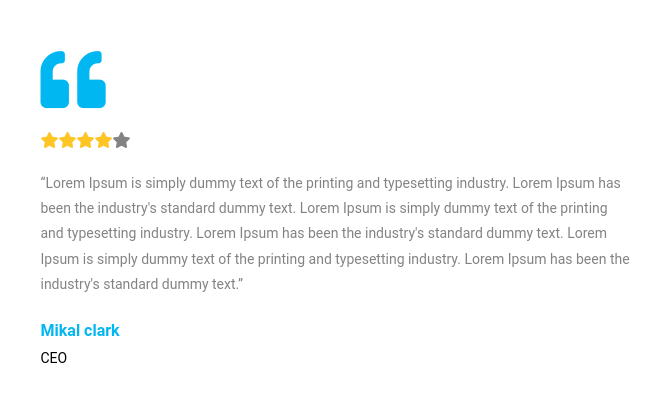 “Lorem Ipsum is simply dummy text of the printing and typesetting industry. Lorem Ipsum has
been the industry's standard dummy text. Lorem Ipsum is simply dummy text of the printing
and typesetting industry. Lorem Ipsum has been the industry's standard dummy text. Lorem
Ipsum is simply dummy text of the printing and typesetting industry. Lorem Ipsum has been the
industry's standard dummy text.”
Mikal clark
CEO